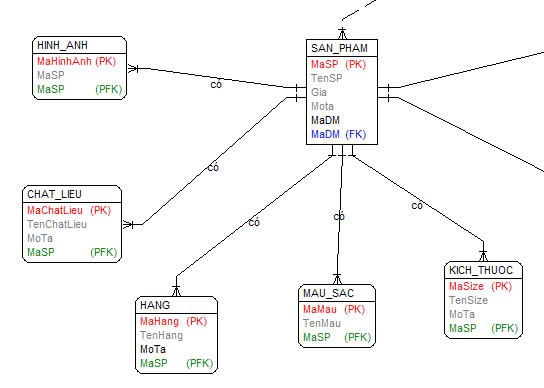 HINH_ANH
MaHinhAnh (PK)
MaSP
MaSP (PFK)
SAN_PHAM
MaSP (PK)
TenSP
Gia
Mota
MaDM
MaDM (FK)
có
có
CHAT_LIEU
MaChatLieu (PK)
TenChatLieu
MoTa
MaSP (PFK)
có
có
có
HANG
MaHang (PK)
TenHang
MoTa
MaSP (PFK)
MAU_SAC
MaMau (PK)
TenMau
MaSP (PFK)
KICH_THUOC
MaSize (PK)
TenSize
MoTa
MaSP (PFK)